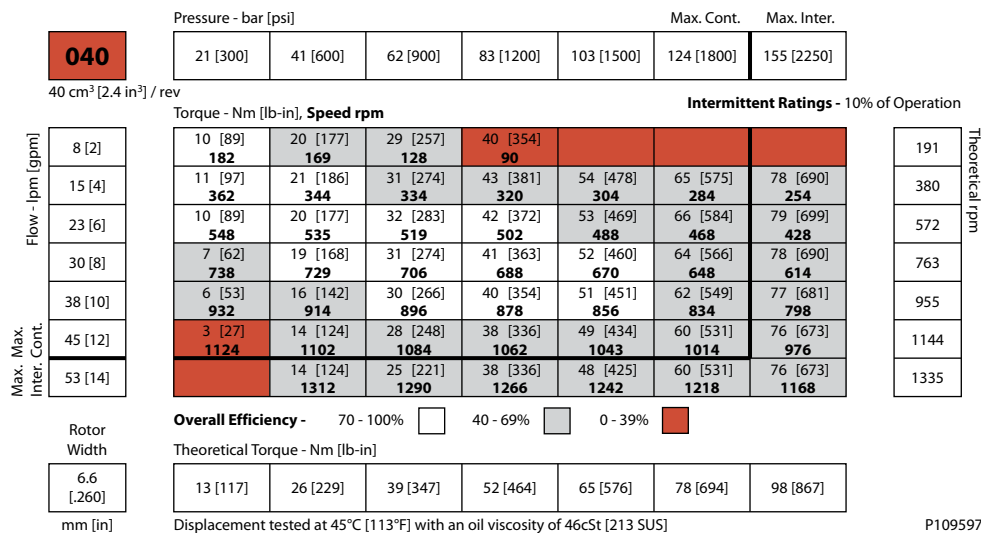 Pressure - bar [psi] Max. Cont. Max. Inter.
040 21 [300] 41 [600] 62 [900] 83 [1200] 103 [1500] 124 [1800] 155 [2250]
40 cm³ [2.4 in³] / rev
Torque - Nm [lb-in], Speed rpm Intermittent Ratings - 10% of Operation
Flow - lpm [gpm]
Max. Inter.
Max. Cont.
Theoretical rpm
8 [2] 10 [89] 20 [177] 29 [257] 40 [354] 191
182 169 128 90
15 [4] 11 [97] 21 [186] 31 [274] 43 [381] 54 [478] 65 [575] 78 [690] 380
362 344 334 320 304 284 254
23 [6] 10 [89] 20 [177] 32 [283] 42 [372] 53 [469] 66 [584] 79 [699] 572
548 535 519 502 488 468 428
30 [8] 7 [62] 19 [168] 31 [274] 41 [363] 52 [460] 64 [566] 78 [690] 763
738 729 706 688 670 648 614
38 [10] 6 [53] 16 [142] 30 [266] 40 [354] 51 [451] 62 [549] 77 [681] 955
932 914 896 878 856 834 798
45 [12] 3 [27] 14 [124] 28 [248] 38 [336] 49 [434] 60 [531] 76 [673] 1144
1124 1102 1084 1062 1043 1014 976
53 [14] 14 [124] 25 [221] 38 [336] 48 [425] 60 [531] 76 [673] 1335
1312 1290 1266 1242 1218 1168
Overall Efficiency - 70 - 100% 40 - 69% 0 - 39%
Rotor
Width
Theoretical Torque - Nm [lb-in]
6.6
[.260]
13 [117] 26 [229] 39 [347] 52 [464] 65 [576] 78 [694] 98 [867]
mm [in] Displacement tested at 45°C [113°F] with an oil viscosity of 46cSt [213 SUS] P109597